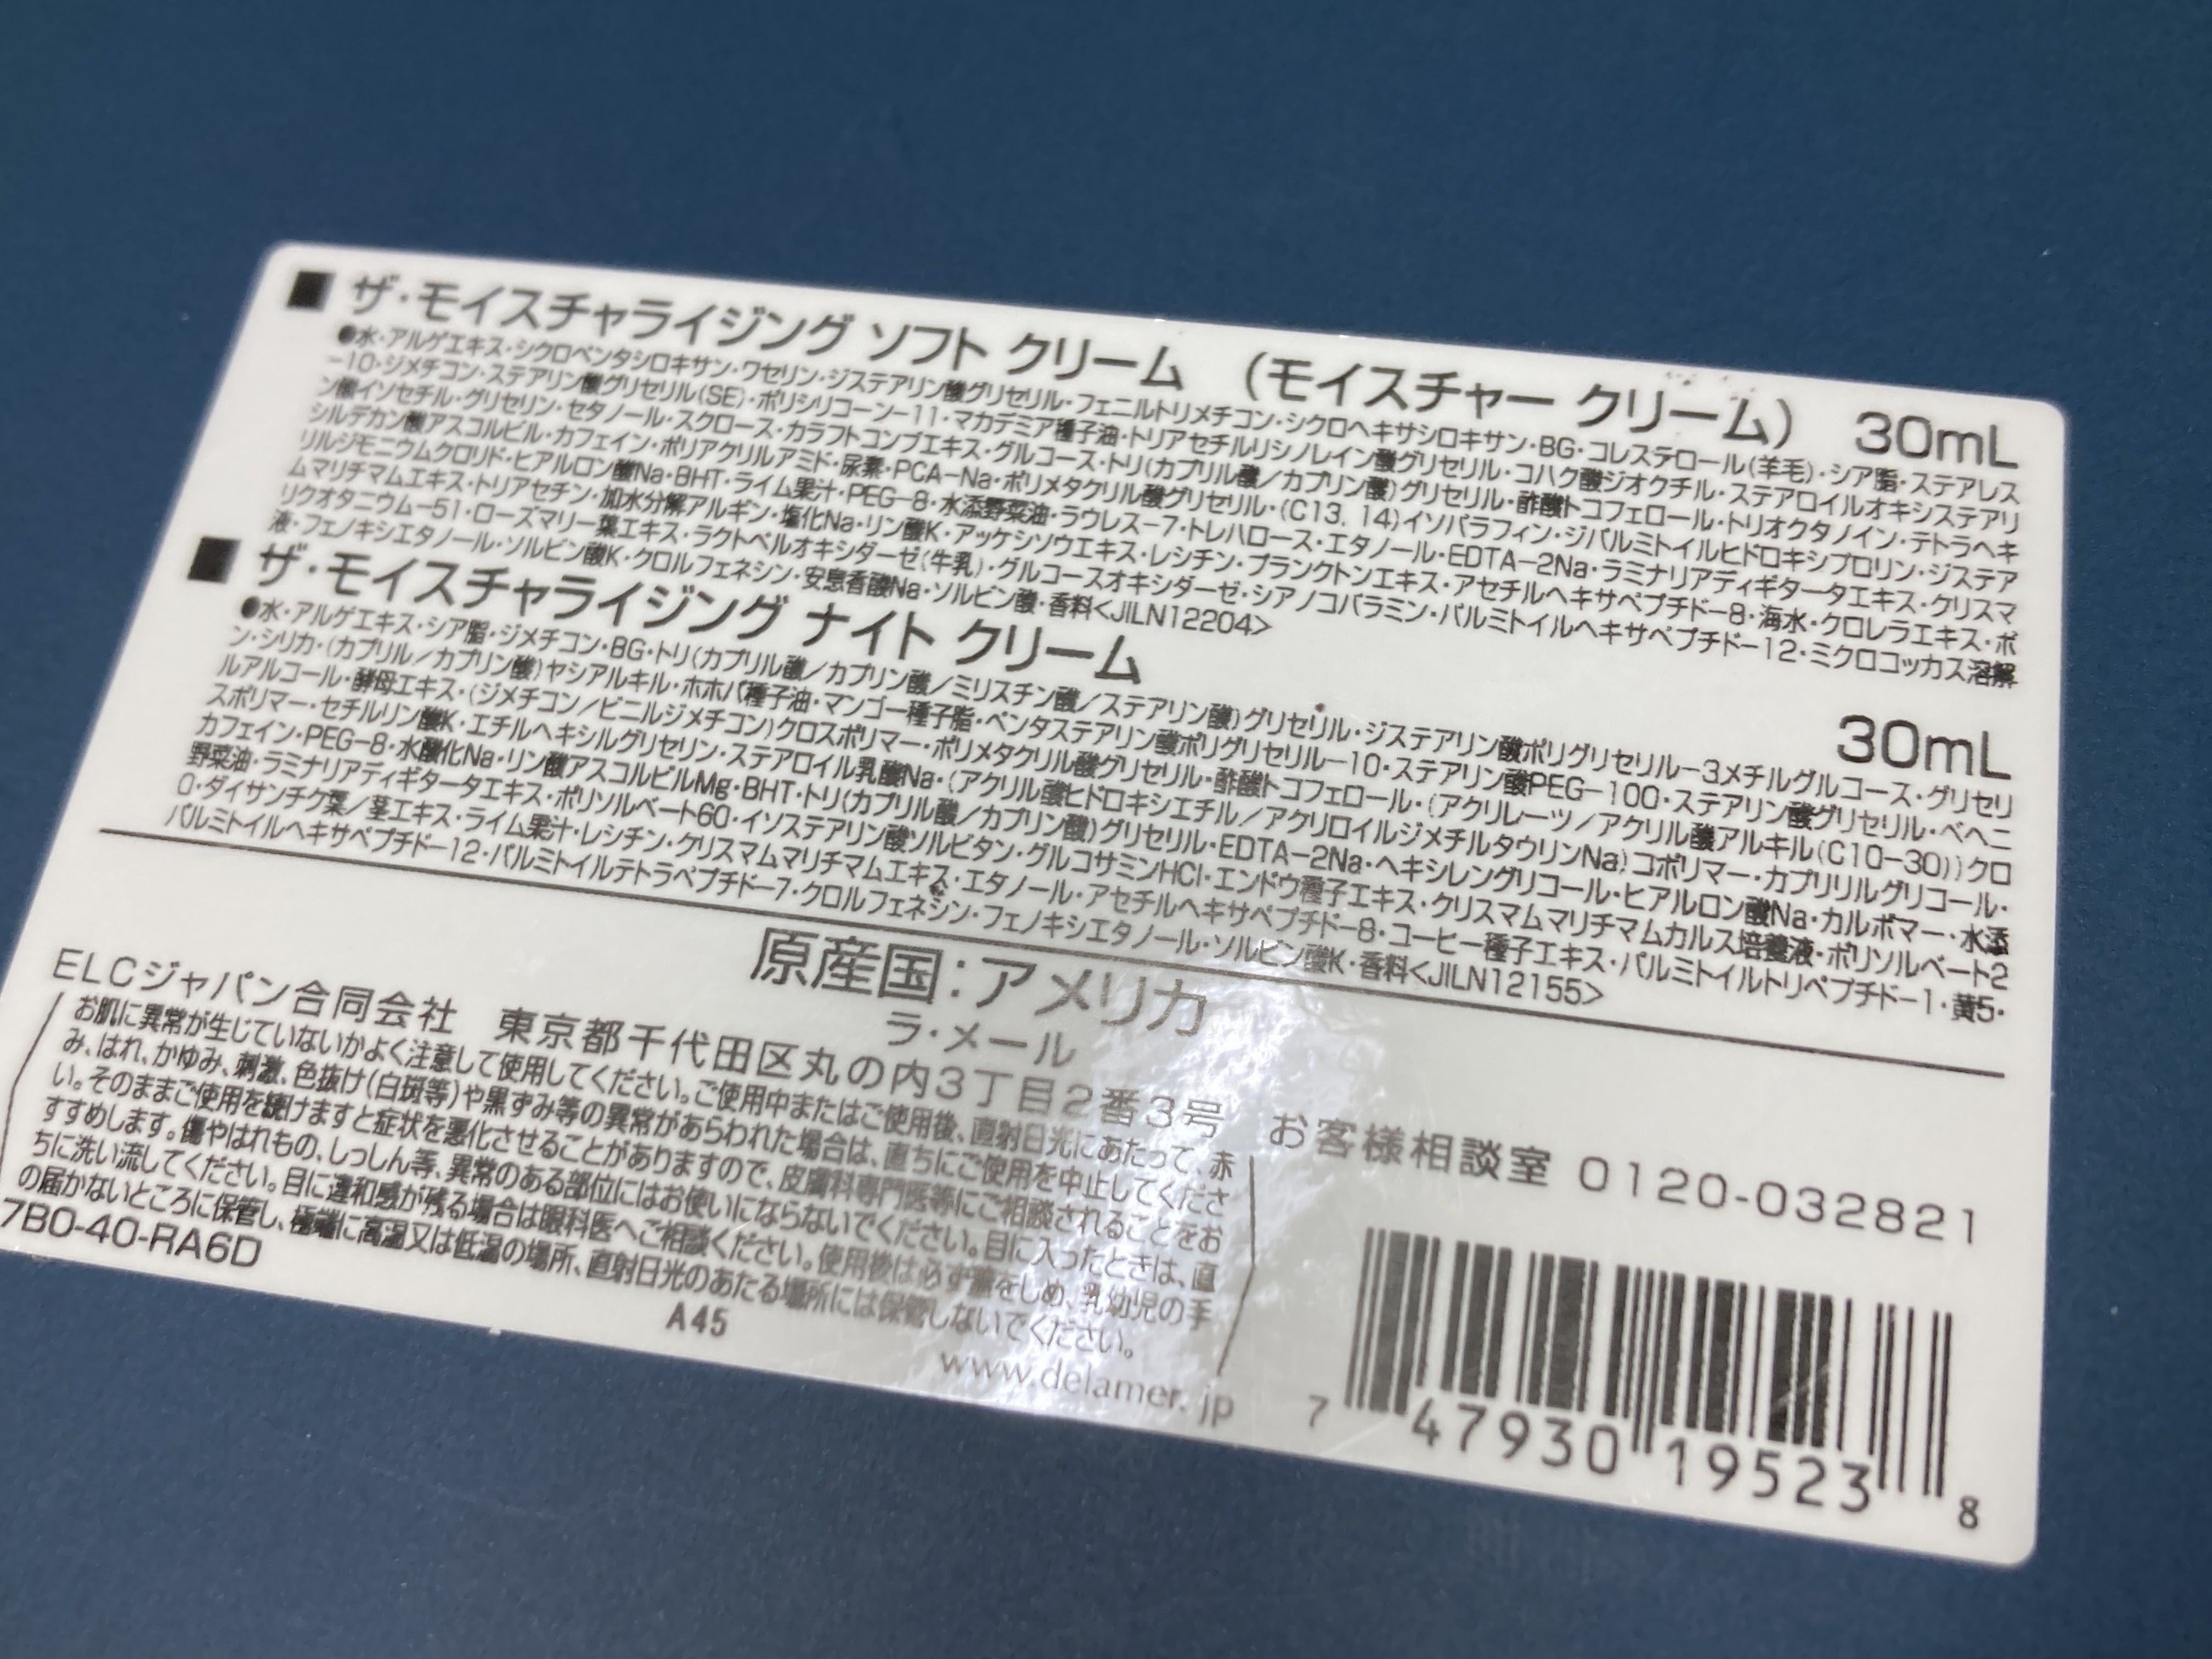 ■ ザ・モイスチャライジング ソフト クリーム （モイスチャー クリーム） 30mL
●水・アルゲエキス・シクロペンタシロキサン・ワセリン・ジステアリン酸グリセリル・フェニルトリメチコン・シクロヘキサシロキサン・BG・コレステロール(羊毛)・シア脂・ステアレス
-10・ジメチコン・ステアリン酸グリセリル(SE)・ポリシリコーン-11・マカデミア種子油・トリアセチルリシノレイン酸グリセリル・コハク酸ジオクチル・ステアロイルオキシステアリ
ン酸イソセチル・グリセリン・セタノール・スクロース・カラフトコンブエキス・グルコース・トリ(カプリル酸／カプリン酸)グリセリル・酢酸トコフェロール・トリオクタノイン・テトラヘキ
シルデカン酸アスコルビル・カフェイン・ポリアクリルアミド・尿素・PCA-Na・ポリメタクリル酸グリセリル・(C13, 14)イソパラフィン・ジパルミトイルヒドロキシプロリン・ジステア
リルジモニウムクロリド・ヒアルロン酸Na・BHT・ライム果汁・PEG-8・水添野菜油・ラウレス-7・トレハロース・エタノール・EDTA-2Na・ラミナリアディギタータエキス・クリスマ
ムマリチマムエキス・トリアセチン・加水分解アルギン・塩化Na・リン酸K・アッケシソウエキス・レシチン・プランクトンエキス・アセチルヘキサペプチド-8・海水・クロレラエキス・ポ
リクオタニウム-51・ローズマリー葉エキス・ラクトペルオキシダーゼ(牛乳)・グルコースオキシダーゼ・シアノコバラミン・パルミトイルヘキサペプチド-12・ミクロコッカス溶解
液・フェノキシエタノール・ソルビン酸K・クロルフェネシン・安息香酸Na・ソルビン酸・香料<JILN12204>
■ ザ・モイスチャライジング ナイト クリーム 30mL
●水・アルゲエキス・シア脂・ジメチコン・BG・トリ(カプリル酸／カプリン酸／ミリスチン酸／ステアリン酸)グリセリル・ジステアリン酸ポリグリセリル-3メチルグルコース・グリセリ
ン・シリカ・(カプリル／カプリン酸)ヤシアルキル・ホホバ種子油・マンゴー種子脂・ペンタステアリン酸ポリグリセリル-10・ステアリン酸PEG-100・ステアリン酸グリセリル・ベヘニ
ルアルコール・酵母エキス・(ジメチコン／ビニルジメチコン)クロスポリマー・ポリメタクリル酸グリセリル・酢酸トコフェロール・(アクリレーツ／アクリル酸アルキル(C10-30))クロ
スポリマー・セチルリン酸K・エチルヘキシルグリセリン・ステアロイル乳酸Na・(アクリル酸ヒドロキシエチル／アクリロイルジメチルタウリンNa)コポリマー・カプリリルグリコール・
カフェイン・PEG-8・水酸化Na・リン酸アスコルビルMg・BHT・トリ(カプリル酸／カプリン酸)グリセリル・EDTA-2Na・ヘキシレングリコール・ヒアルロン酸Na・カルボマー・水添
野菜油・ラミナリアディギタータエキス・ポリソルベート60・イソステアリン酸ソルビタン・グルコサミンHCl・エンドウ種子エキス・クリスマムマリチマムカルス培養液・ポリソルベート2
0・ダイサンチク葉／茎エキス・ライム果汁・レシチン・クリスマムマリチマムエキス・エタノール・アセチルヘキサペプチド-8・コーヒー種子エキス・パルミトイルトリペプチド-1・黄5・
パルミトイルヘキサペプチド-12・パルミトイルテトラペプチド-7・クロルフェネシン・フェノキシエタノール・ソルビン酸K・香料<JILN12155>
原産国：アメリカ
ラ・メール
ELCジャパン合同会社 東京都千代田区丸の内3丁目2番3号 お客様相談室 0120-032821
お肌に異常が生じていないかよく注意して使用してください。ご使用中またはご使用後、直射日光にあたって、赤
み、はれ、かゆみ、刺激、色抜け(白斑等)や黒ずみ等の異常があらわれた場合は、直ちにご使用を中止してくださ
い。そのままご使用を続けますと症状を悪化させることがありますので、皮膚科専門医等にご相談されることをお
すすめします。傷やはれもの、しっしん等、異常のある部位にはお使いにならないでください。目に入ったときは、直
ちに洗い流してください。目に違和感が残る場合は眼科医へご相談ください。使用後は必ず蓋をしめ、乳幼児の手
の届かないところに保管し、極端に高温又は低温の場所、直射日光のあたる場所には保管しないでください。
7B0-40-RA6D
A45
www.delamer.jp
7 47930 19523 8